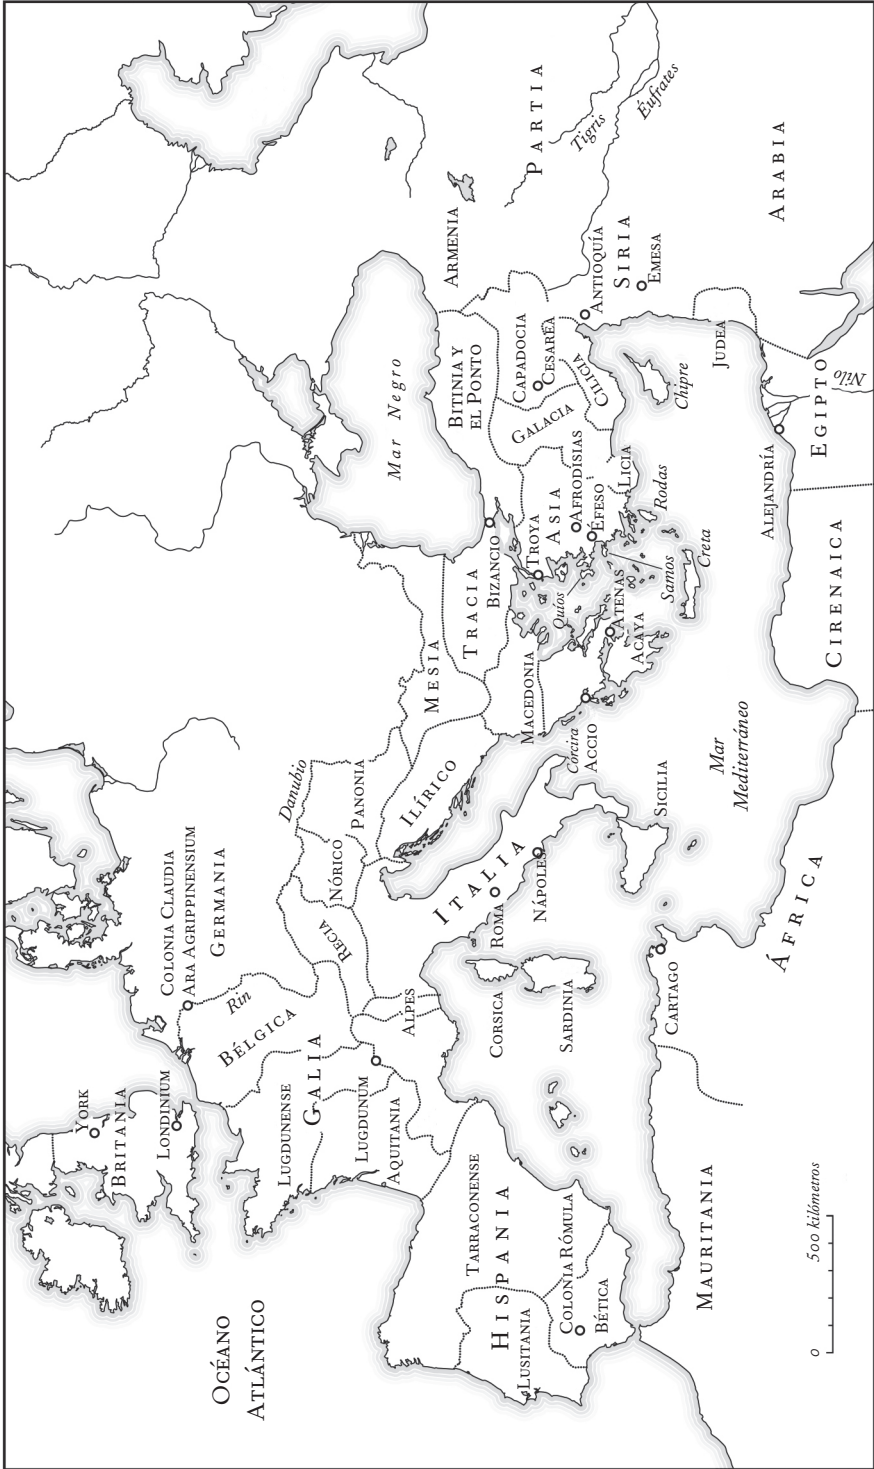 OCÉANO
ATLÁNTICO
YORK
BRITANIA
LONDINIUM
COLONIA CLAUDIA
ARA AGRIPPINENSIUM
GERMANIA
Rin
BÉLGICA
LUGDUNENSE
GALIA
LUGDUNUM
AQUITANIA
ALPES
RECIA
NÓRICO
Danubio
PANONIA
ILÍRICO
MESIA
TRACIA
BIZANCIO
MACEDONIA
Mar Negro
BITINIA Y
EL PONTO
ARMENIA
CAPADOCIA
CESAREA
GALACIA
CILICIA
PARTIA
Tigris
Éufrates
ANTIOQUÍA
SIRIA
EMESA
ARABIA
JUDEA
Chipre
EGIPTO
Nilo
ALEJANDRÍA
CIRENAICA
TROYA
ASIA
AFRODISIAS
ÉFESO
LICIA
Rodas
Quíos
Samos
Creta
ATENAS
ACAYA
Córcira
ACCIO
ITALIA
ROMA
NÁPOLES
SICILIA
Mar
Mediterráneo
CORSICA
SARDINIA
CARTAGO
ÁFRICA
TARRACONENSE
HISPANIA
LUSITANIA
COLONIA RÓMULA
BÉTICA
MAURITANIA
0 500 kilómetros